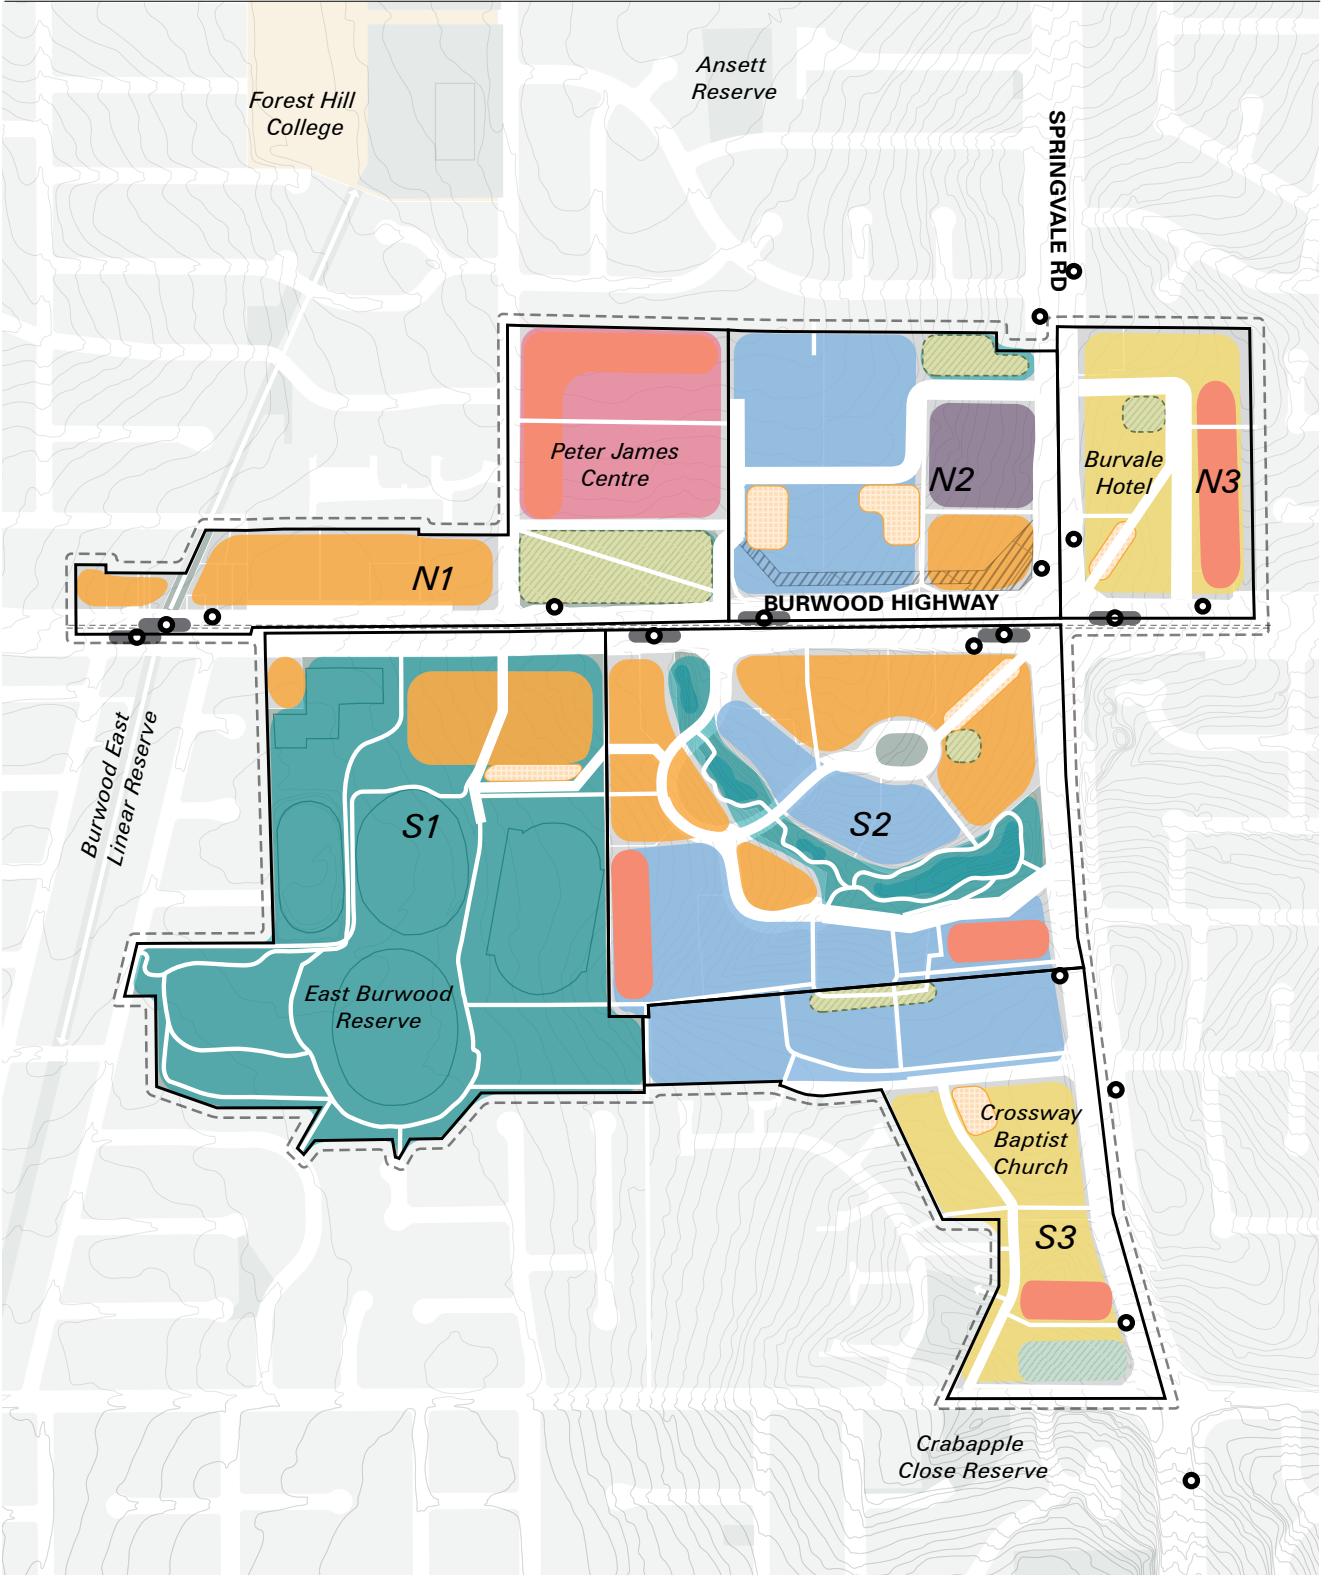 Ansett
Reserve
Forest Hill
College
SPRINGVALE RD
Peter James
Centre
N2
Burvale
Hotel
N3
N1
BURWOOD HIGHWAY
Burwood East
Linear Reserve
S1
S2
East Burwood
Reserve
Crossway
Baptist
Church
S3
Crabapple
Close Reserve